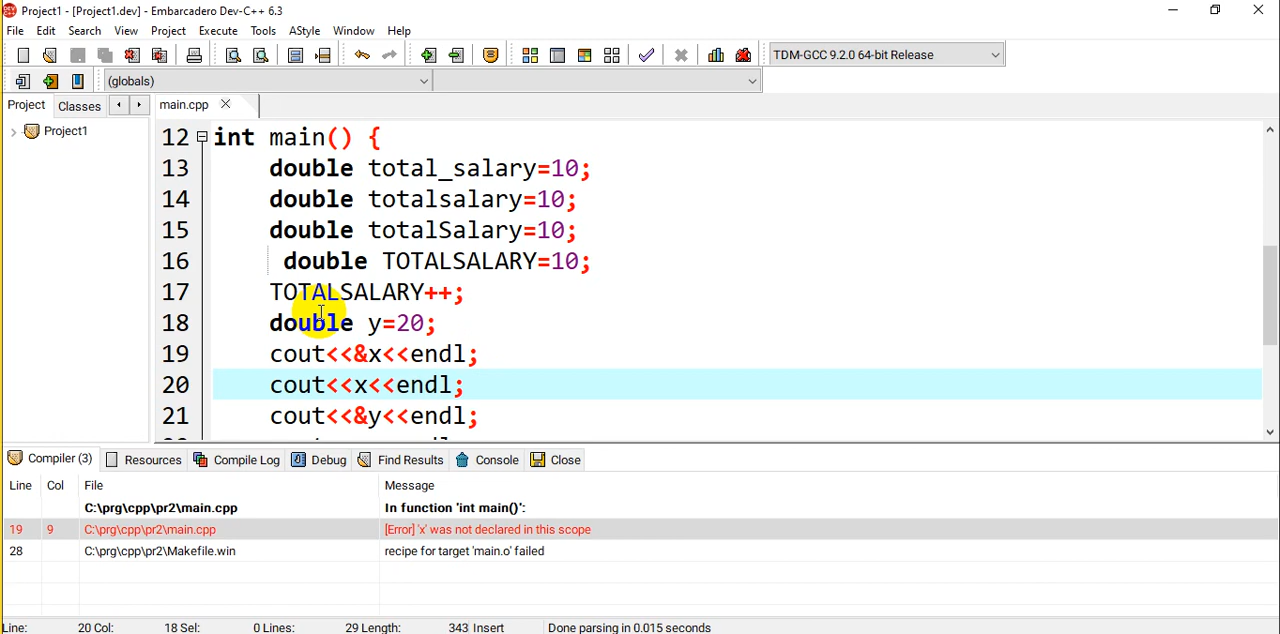 Project1 - [Project1.dev] - Embarcadero Dev-C++ 6.3
File Edit Search View Project Execute Tools AStyle Window Help
TDM-GCC 9.2.0 64-bit Release
(globals)
Project Classes main.cpp
Project1
12 int main() {
13 double total_salary=10;
14 double totalsalary=10;
15 double totalSalary=10;
16 double TOTALSALARY=10;
17 TOTALSALARY++;
18 double y=20;
19 cout<<&x<<endl;
20 cout<<x<<endl;
21 cout<<&y<<endl;
Compiler (3) Resources Compile Log Debug Find Results Console Close
Line Col File Message
C:\prg\cpp\pr2\main.cpp In function 'int main()':
19 9 C:\prg\cpp\pr2\main.cpp [Error] 'x' was not declared in this scope
28 C:\prg\cpp\pr2\Makefile.win recipe for target 'main.o' failed
Line: 20 Col: 18 Sel: 0 Lines: 29 Length: 343 Insert Done parsing in 0.015 seconds